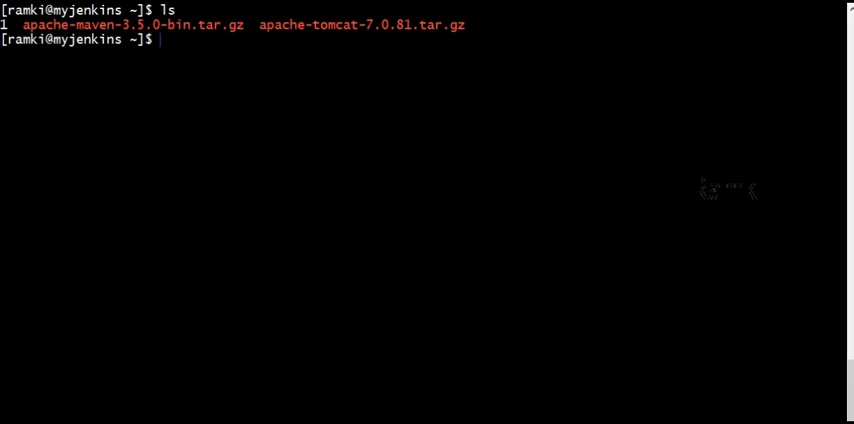 [ramki@myjenkins ~]$ ls
1  apache-maven-3.5.0-bin.tar.gz  apache-tomcat-7.0.81.tar.gz
[ramki@myjenkins ~]$